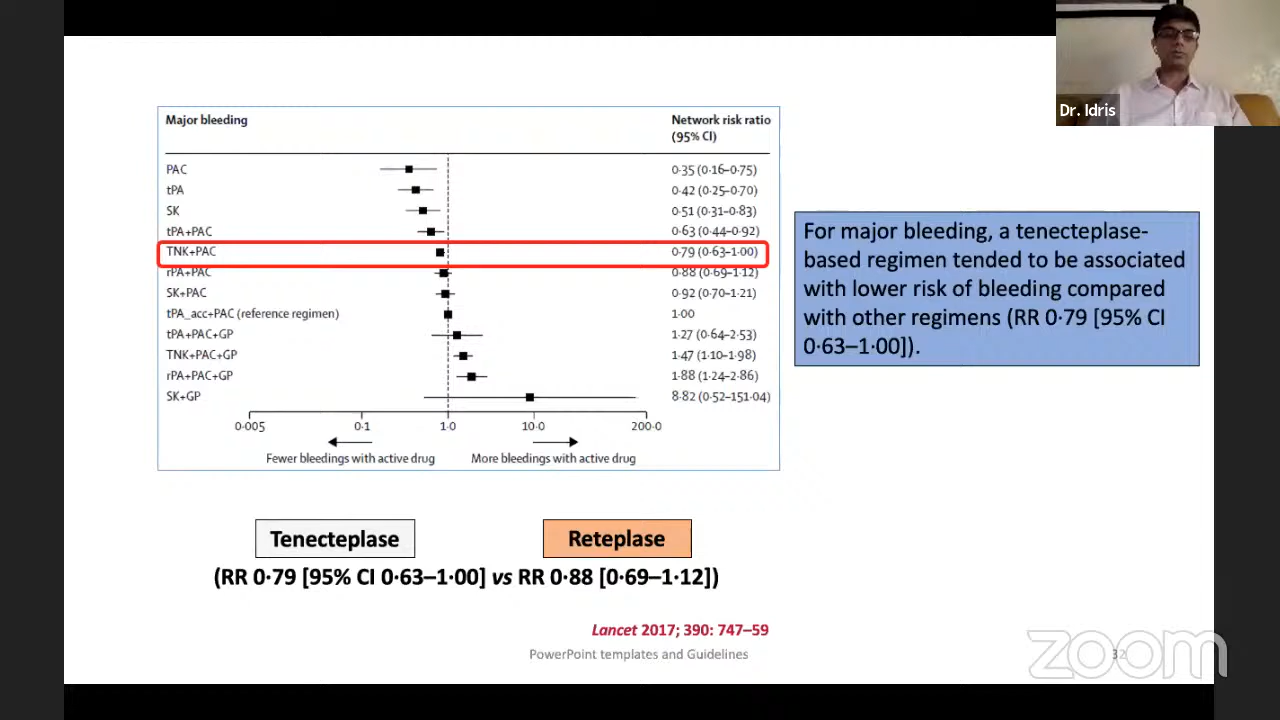 Dr. Idris
Major bleeding
Network risk ratio
(95% CI)
PAC 0·35 (0·16–0·75)
tPA 0·42 (0·25–0·70)
SK 0·51 (0·31–0·83)
tPA+PAC 0·63 (0·44–0·92)
TNK+PAC 0·79 (0·63–1·00)
rPA+PAC 0·88 (0·69–1·12)
SK+PAC 0·92 (0·70–1·21)
tPA_acc+PAC (reference regimen) 1·00
tPA+PAC+GP 1·27 (0·64–2·53)
TNK+PAC+GP 1·47 (1·10–1·98)
rPA+PAC+GP 1·88 (1·24–2·86)
SK+GP 8·82 (0·52–151·04)
0·005 0·1 1·0 10·0 200·0
Fewer bleedings with active drug More bleedings with active drug
For major bleeding, a tenecteplase-
based regimen tended to be associated
with lower risk of bleeding compared
with other regimens (RR 0·79 [95% CI
0·63–1·00]).
Tenecteplase Reteplase
(RR 0·79 [95% CI 0·63–1·00] vs RR 0·88 [0·69–1·12])
Lancet 2017; 390: 747–59
PowerPoint templates and Guidelines
32
zoom